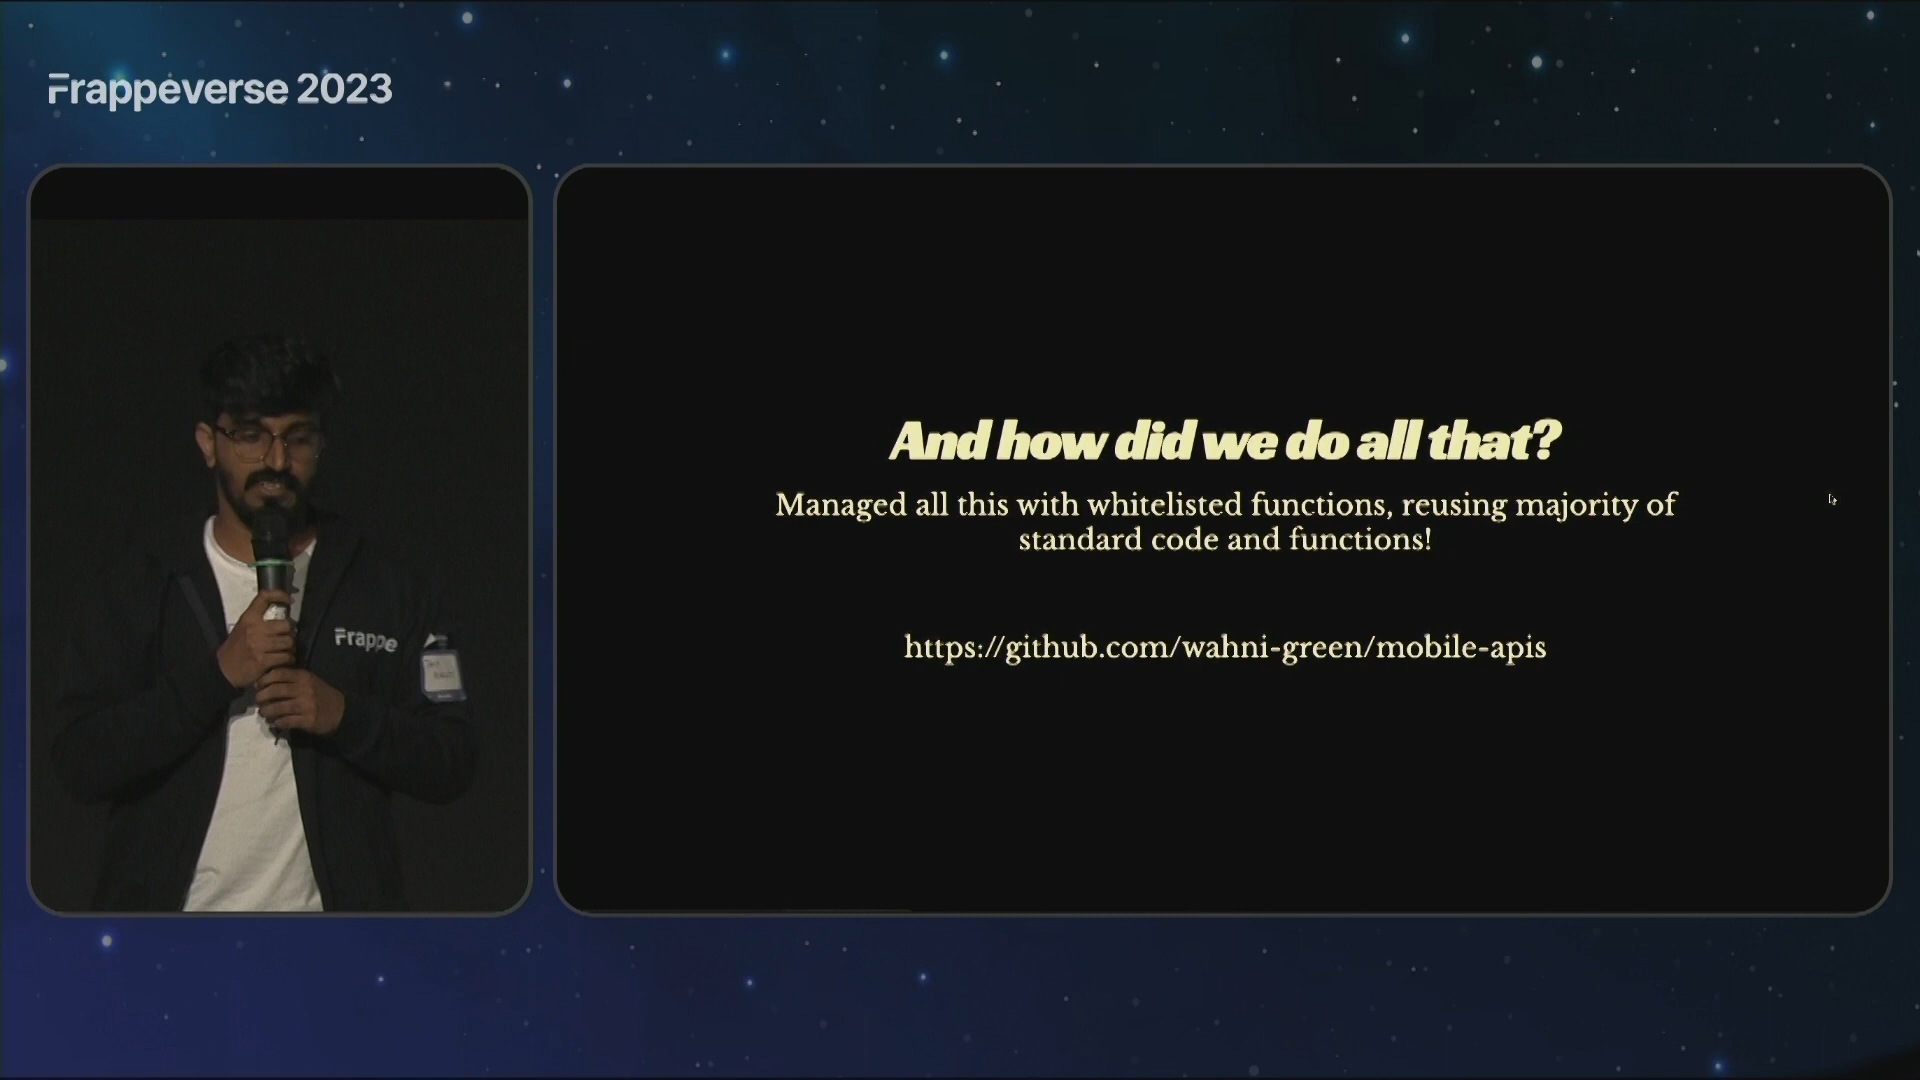 Frappeverse 2023
And how did we do all that?
Managed all this with whitelisted functions, reusing majority of
standard code and functions!
https://github.com/wahni-green/mobile-apis
Frappe